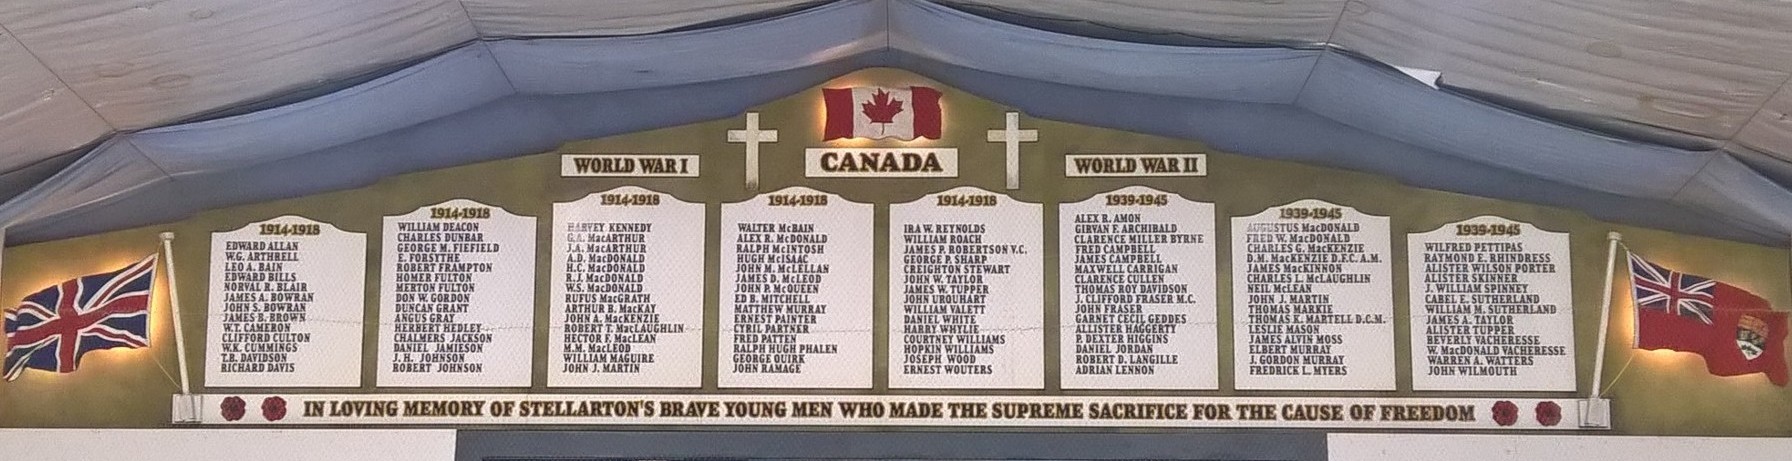 WORLD WAR I
CANADA
WORLD WAR II
1914-1918
EDWARD ALLAN
W.G. ARTHRELL
LEO A. BAIN
EDWARD BILLS
NORVAL R. BLAIR
JAMES A. BOWRAN
JOHN S. BOWRAN
JAMES B. BROWN
W.T. CAMERON
CLIFFORD CULTON
W.K. CUMMINGS
T.B. DAVIDSON
RICHARD DAVIS
1914-1918
WILLIAM DEACON
CHARLES DUNBAR
GEORGE M. FIEFIELD
E. FORSYTHE
ROBERT FRAMPTON
HOMER FULTON
MERTON FULTON
DON W. GORDON
DUNCAN GRANT
ANGUS GRAY
HERBERT HEDLEY
CHALMERS JACKSON
DANIEL JAMIESON
J.H. JOHNSON
ROBERT JOHNSON
1914-1918
HARVEY KENNEDY
G.A. MacARTHUR
J.A. MacARTHUR
A.D. MacDONALD
H.C. MacDONALD
R.J. MacDONALD
W.S. MacDONALD
RUFUS MacGRATH
ARTHUR B. MacKAY
JOHN A. MacKENZIE
ROBERT T. MacLAUGHLIN
HECTOR F. MacLEAN
M.M. MacLEOD
WILLIAM MAGUIRE
JOHN J. MARTIN
1914-1918
WALTER McBAIN
ALEX R. McDONALD
RALPH McINTOSH
HUGH McISAAC
JOHN M. McLELLAN
JAMES D. McLEOD
JOHN P. McQUEEN
ED B. MITCHELL
MATTHEW MURRAY
ERNEST PAINTER
CYRIL PARTNER
FRED PATTEN
RALPH HUGH PHALEN
GEORGE QUIRK
JOHN RAMAGE
1914-1918
IRA W. REYNOLDS
WILLIAM ROACH
JAMES P. ROBERTSON V.C.
GEORGE P. SHARP
CREIGHTON STEWART
JOHN W. TAYLOR
JAMES W. TUPPER
JOHN URQUHART
WILLIAM VALETT
DANIEL WHITE
HARRY WHYLIE
COURTNEY WILLIAMS
HOPKIN WILLIAMS
JOSEPH WOOD
ERNEST WOUTERS
1939-1945
ALEX R. AMON
GIRVAN F. ARCHIBALD
CLARENCE MILLER BYRNE
FRED CAMPBELL
JAMES CAMPBELL
MAXWELL CARRIGAN
CLARENCE CULLEN
THOMAS ROY DAVIDSON
J. CLIFFORD FRASER M.C.
JOHN FRASER
GARNET CECIL GEDDES
ALLISTER HAGGERTY
P. DEXTER HIGGINS
DANIEL JORDAN
ROBERT D. LANGILLE
ADRIAN LENNON
1939-1945
AUGUSTUS MacDONALD
FRED W. MacDONALD
CHARLES G. MacKENZIE
D.M. MacKENZIE D.F.C. A.M.
JAMES MacKINNON
CHARLES L. McLAUGHLIN
NEIL McLEAN
JOHN J. MARTIN
THOMAS MARKIE
THOMAS K. MARTELL D.C.M.
LESLIE MASON
JAMES ALVIN MOSS
ELBERT MURRAY
J. GORDON MURRAY
FREDRICK L. MYERS
1939-1945
WILFRED PETTIPAS
RAYMOND E. RHINDRESS
ALISTER WILSON PORTER
ALISTER SKINNER
J. WILLIAM SPINNEY
CABEL E. SUTHERLAND
WILLIAM M. SUTHERLAND
JAMES A. TAYLOR
ALISTER TUPPER
BEVERLY VACHERESSE
W. MacDONALD VACHERESSE
WARREN A. WATTERS
JOHN WILMOUTH
IN LOVING MEMORY OF STELLARTON'S BRAVE YOUNG MEN WHO MADE THE SUPREME SACRIFICE FOR THE CAUSE OF FREEDOM